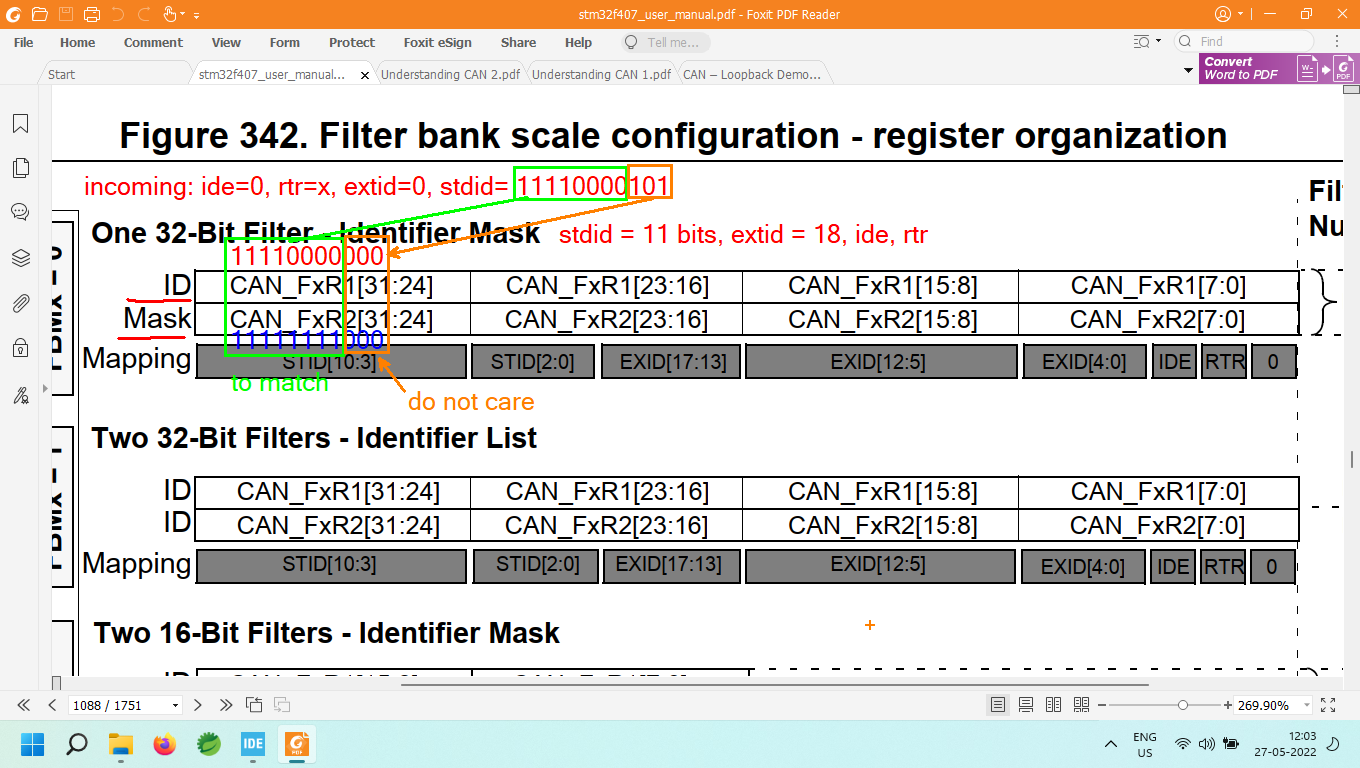 stm32f407_user_manual.pdf - Foxit PDF Reader
File Home Comment View Form Protect Foxit eSign Share Help Tell me... Find
Start stm32f407_user_manual... Understanding CAN 2.pdf Understanding CAN 1.pdf CAN – Loopback Demo... Convert Word to PDF
Figure 342. Filter bank scale configuration - register organization
incoming: ide=0, rtr=x, extid=0, stdid= 11110000101
Fil
Nu
One 32-Bit Filter - Identifier Mask stdid = 11 bits, extid = 18, ide, rtr
11110000000
ID CAN_FxR1[31:24] CAN_FxR1[23:16] CAN_FxR1[15:8] CAN_FxR1[7:0]
Mask CAN_FxR2[31:24] CAN_FxR2[23:16] CAN_FxR2[15:8] CAN_FxR2[7:0]
11111111000
Mapping STID[10:3] STID[2:0] EXID[17:13] EXID[12:5] EXID[4:0] IDE RTR 0
to match
do not care
Two 32-Bit Filters - Identifier List
ID CAN_FxR1[31:24] CAN_FxR1[23:16] CAN_FxR1[15:8] CAN_FxR1[7:0]
ID CAN_FxR2[31:24] CAN_FxR2[23:16] CAN_FxR2[15:8] CAN_FxR2[7:0]
Mapping STID[10:3] STID[2:0] EXID[17:13] EXID[12:5] EXID[4:0] IDE RTR 0
Two 16-Bit Filters - Identifier Mask
1088 / 1751 269.90%
IDE PDF ENG US 12:03 27-05-2022